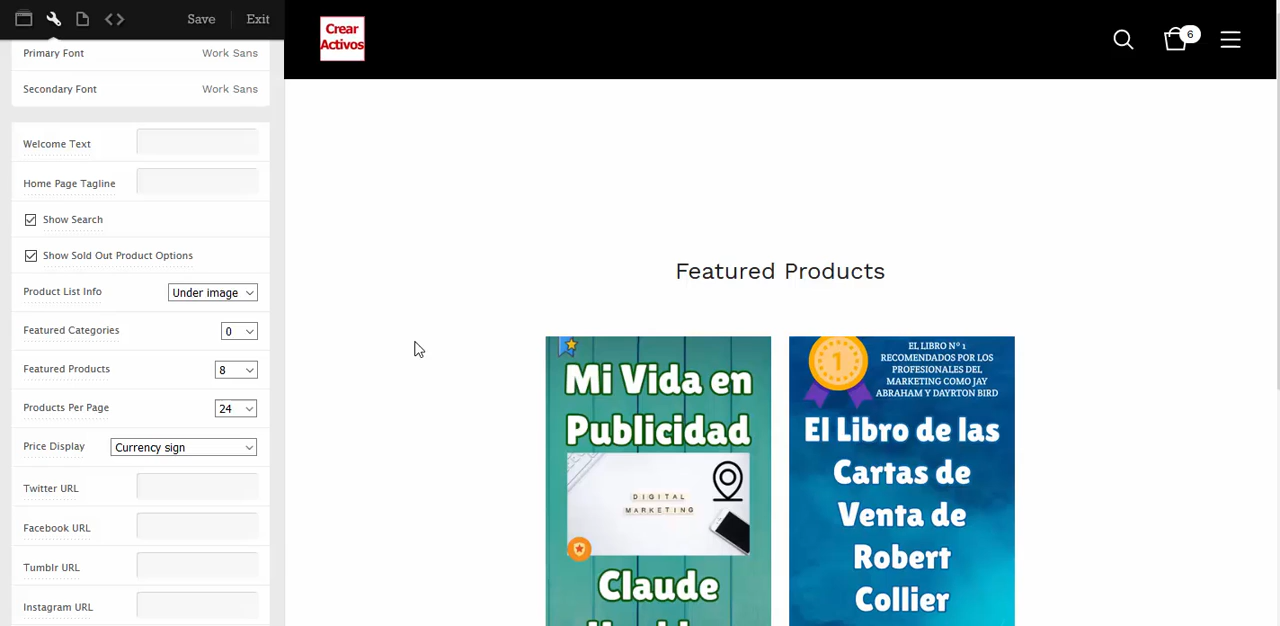 Save
Exit
Primary Font
Work Sans
Secondary Font
Work Sans
Welcome Text
Home Page Tagline
Show Search
Show Sold Out Product Options
Product List Info
Under image
Featured Categories
0
Featured Products
8
Products Per Page
24
Price Display
Currency sign
Twitter URL
Facebook URL
Tumblr URL
Instagram URL
Crear
Activos
6
Featured Products
Mi Vida en
Publicidad
DIGITAL
MARKETING
Claude
1
EL LIBRO Nº 1
RECOMENDADOS POR LOS
PROFESIONALES DEL
MARKETING COMO JAY
ABRAHAM Y DAYRTON BIRD
El Libro de las
Cartas de
Venta de
Robert
Collier